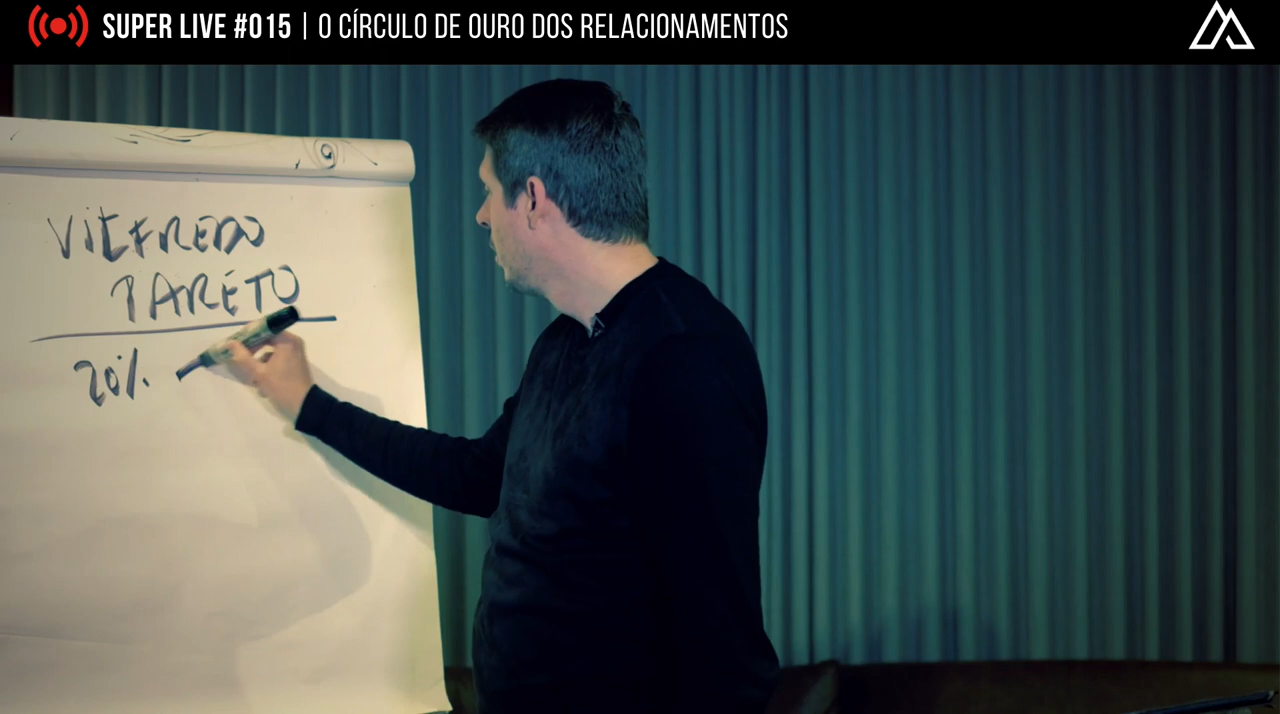 SUPER LIVE #015 | O CÍRCULO DE OURO DOS RELACIONAMENTOS
VILFREDO
PARETO
20%